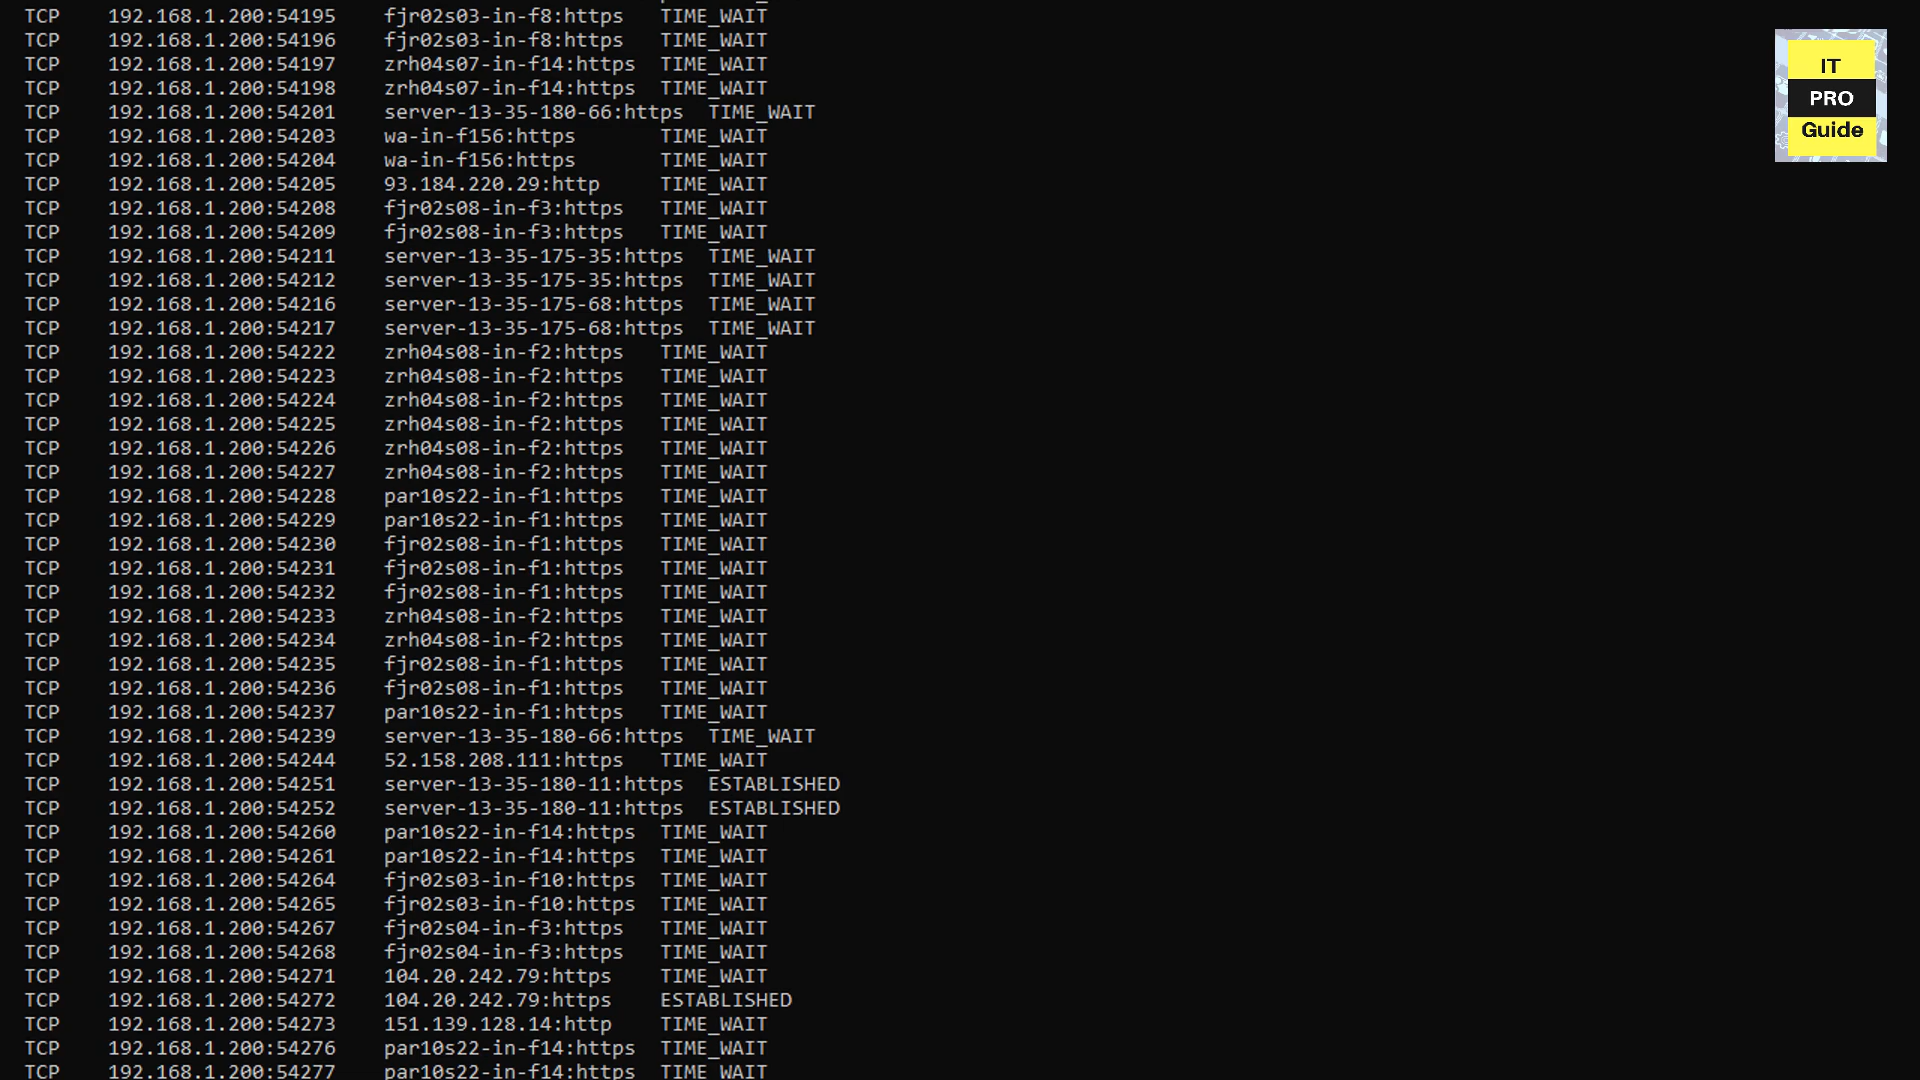 TCP 192.168.1.200:54195 fjr02s03-in-f8:https TIME_WAIT
TCP 192.168.1.200:54196 fjr02s03-in-f8:https TIME_WAIT
TCP 192.168.1.200:54197 zrh04s07-in-f14:https TIME_WAIT
TCP 192.168.1.200:54198 zrh04s07-in-f14:https TIME_WAIT
TCP 192.168.1.200:54201 server-13-35-180-66:https TIME_WAIT
TCP 192.168.1.200:54203 wa-in-f156:https TIME_WAIT
TCP 192.168.1.200:54204 wa-in-f156:https TIME_WAIT
TCP 192.168.1.200:54205 93.184.220.29:http TIME_WAIT
TCP 192.168.1.200:54208 fjr02s08-in-f3:https TIME_WAIT
TCP 192.168.1.200:54209 fjr02s08-in-f3:https TIME_WAIT
TCP 192.168.1.200:54211 server-13-35-175-35:https TIME_WAIT
TCP 192.168.1.200:54212 server-13-35-175-35:https TIME_WAIT
TCP 192.168.1.200:54216 server-13-35-175-68:https TIME_WAIT
TCP 192.168.1.200:54217 server-13-35-175-68:https TIME_WAIT
TCP 192.168.1.200:54222 zrh04s08-in-f2:https TIME_WAIT
TCP 192.168.1.200:54223 zrh04s08-in-f2:https TIME_WAIT
TCP 192.168.1.200:54224 zrh04s08-in-f2:https TIME_WAIT
TCP 192.168.1.200:54225 zrh04s08-in-f2:https TIME_WAIT
TCP 192.168.1.200:54226 zrh04s08-in-f2:https TIME_WAIT
TCP 192.168.1.200:54227 zrh04s08-in-f2:https TIME_WAIT
TCP 192.168.1.200:54228 par10s22-in-f1:https TIME_WAIT
TCP 192.168.1.200:54229 par10s22-in-f1:https TIME_WAIT
TCP 192.168.1.200:54230 fjr02s08-in-f1:https TIME_WAIT
TCP 192.168.1.200:54231 fjr02s08-in-f1:https TIME_WAIT
TCP 192.168.1.200:54232 fjr02s08-in-f1:https TIME_WAIT
TCP 192.168.1.200:54233 zrh04s08-in-f2:https TIME_WAIT
TCP 192.168.1.200:54234 zrh04s08-in-f2:https TIME_WAIT
TCP 192.168.1.200:54235 fjr02s08-in-f1:https TIME_WAIT
TCP 192.168.1.200:54236 fjr02s08-in-f1:https TIME_WAIT
TCP 192.168.1.200:54237 par10s22-in-f1:https TIME_WAIT
TCP 192.168.1.200:54239 server-13-35-180-66:https TIME_WAIT
TCP 192.168.1.200:54244 52.158.208.111:https TIME_WAIT
TCP 192.168.1.200:54251 server-13-35-180-11:https ESTABLISHED
TCP 192.168.1.200:54252 server-13-35-180-11:https ESTABLISHED
TCP 192.168.1.200:54260 par10s22-in-f14:https TIME_WAIT
TCP 192.168.1.200:54261 par10s22-in-f14:https TIME_WAIT
TCP 192.168.1.200:54264 fjr02s03-in-f10:https TIME_WAIT
TCP 192.168.1.200:54265 fjr02s03-in-f10:https TIME_WAIT
TCP 192.168.1.200:54267 fjr02s04-in-f3:https TIME_WAIT
TCP 192.168.1.200:54268 fjr02s04-in-f3:https TIME_WAIT
TCP 192.168.1.200:54271 104.20.242.79:https TIME_WAIT
TCP 192.168.1.200:54272 104.20.242.79:https ESTABLISHED
TCP 192.168.1.200:54273 151.139.128.14:http TIME_WAIT
TCP 192.168.1.200:54276 par10s22-in-f14:https TIME_WAIT
TCP 192.168.1.200:54277 par10s22-in-f14:https TIME_WAIT
IT
PRO
Guide